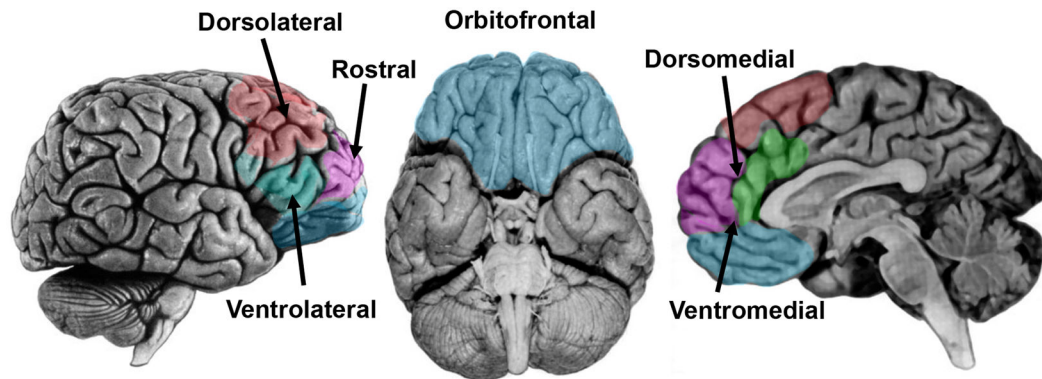 Dorsolateral
Rostral
Ventrolateral
Orbitofrontal
Dorsomedial
Ventromedial